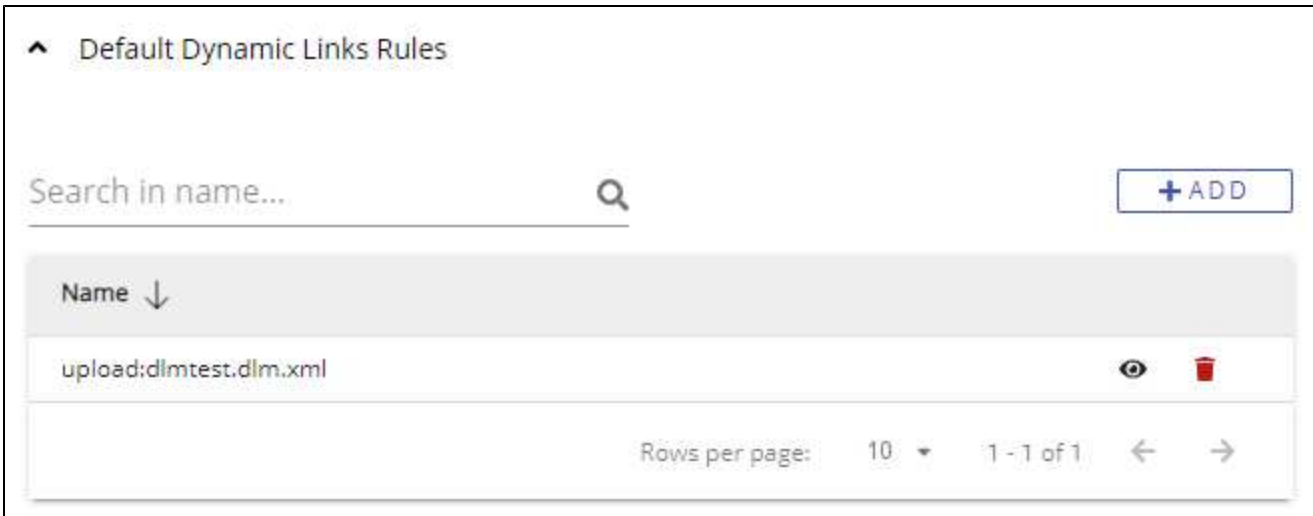 Default Dynamic Links Rules
Search in name...
+ADD
Name
upload:dlmtest.dlm.xml
Rows per page: 10 1 - 1 of 1